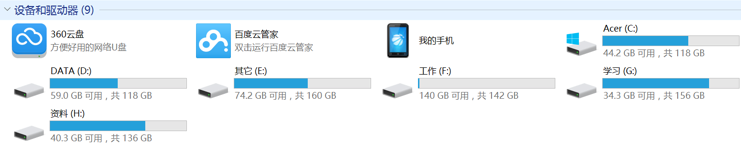 设备和驱动器 (9)
360云盘
方便好用的网络U盘
百度云管家
双击运行百度云管家
我的手机
Acer (C:)
44.2 GB 可用，共 118 GB
DATA (D:)
59.0 GB 可用，共 118 GB
其它 (E:)
74.2 GB 可用，共 160 GB
工作 (F:)
140 GB 可用，共 142 GB
学习 (G:)
34.3 GB 可用，共 156 GB
资料 (H:)
40.3 GB 可用，共 136 GB